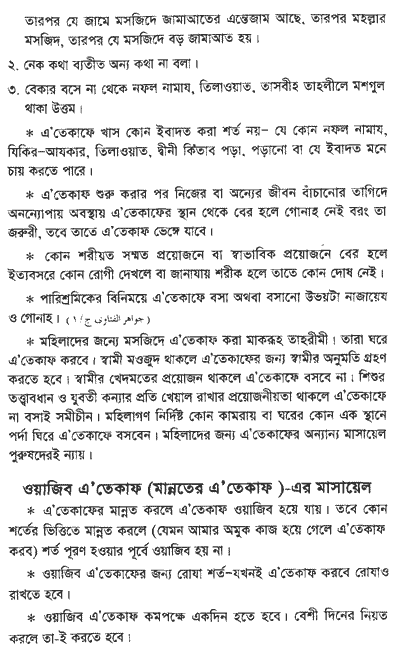 তারপর যে জামে মসজিদে জামাআতের এন্তেজাম আছে, তারপর মহল্লার
মসজিদ, তারপর যে মসজিদে বড় জামাআত হয়।
২. নেক কথা ব্যতীত অন্য কথা না বলা।
৩. বেকার বসে না থেকে নফল নামায, তিলাওয়াত, তাসবীহ তাহলীলে মশগুল
থাকা উত্তম।
* এ'তেকাফে খাস কোন ইবাদত করা শর্ত নয়– যে কোন নফল নামায,
যিকির–আযকার, তিলাওয়াত, দ্বীনী কিতাব পড়া, পড়ানো বা যে ইবাদত মনে
চায় করতে পারে।
* এ'তেকাফ শুরু করার পর নিজের বা অন্যের জীবন বাঁচানোর তাগিদে
অনন্যোপায় অবস্থায় এ'তেকাফের স্থান থেকে বের হলে গোনাহ নেই বরং তা
জরুরী, তবে তাতে এ'তেকাফ ভেঙ্গে যাবে।
* কোন শরীয়ত সম্মত প্রয়োজনে বা স্বাভাবিক প্রয়োজনে বের হলে
ইত্যবসরে কোন রোগী দেখলে বা জানাযায় শরীক হলে তাতে কোন দোষ নেই।
* পারিশ্রমিকের বিনিময়ে এ'তেকাফে বসা অথবা বসানো উভয়টা নাজায়েয
ও গোনাহ। (جواهر الفتاوى ج/١)
* মহিলাদের জন্যে মসজিদে এ'তেকাফ করা মাকরূহ তাহরীমী। তারা ঘরে
এ'তেকাফ করবে। স্বামী মওজুদ থাকলে এ'তেকাফের জন্য স্বামীর অনুমতি গ্রহণ
করতে হবে। স্বামীর খেদমতের প্রয়োজন থাকলে এ'তেকাফে বসবে না। শিশুর
তত্ত্বাবধান ও যুবতী কন্যার প্রতি খেয়াল রাখার প্রয়োজনীয়তা থাকলে এ'তেকাফে
না বসাই সমীচীন। মহিলাগণ নির্দিষ্ট কোন কামরায় বা ঘরের কোন এক স্থানে
পর্দা ঘিরে এ'তেকাফে বসবেন। মহিলাদের জন্য এ'তেকাফের অন্যান্য মাসায়েল
পুরুষদেরই ন্যায়।
ওয়াজিব এ'তেকাফ (মান্নতের এ'তেকাফ )-এর মাসায়েল
* এ'তেকাফের মান্নত করলে এ'তেকাফ ওয়াজিব হয়ে যায়। তবে কোন
শর্তের ভিত্তিতে মান্নত করলে (যেমন আমার অমুক কাজ হয়ে গেলে এ'তেকাফ
করব) শর্ত পূরণ হওয়ার পূর্বে ওয়াজিব হয় না।
* ওয়াজিব এ'তেকাফের জন্য রোযা শর্ত–যখনই এ'তেকাফ করবে রোযাও
রাখতে হবে।
* ওয়াজিব এ'তেকাফ কমপক্ষে একদিন হতে হবে। বেশী দিনের নিয়ত
করলে তা-ই করতে হবে।